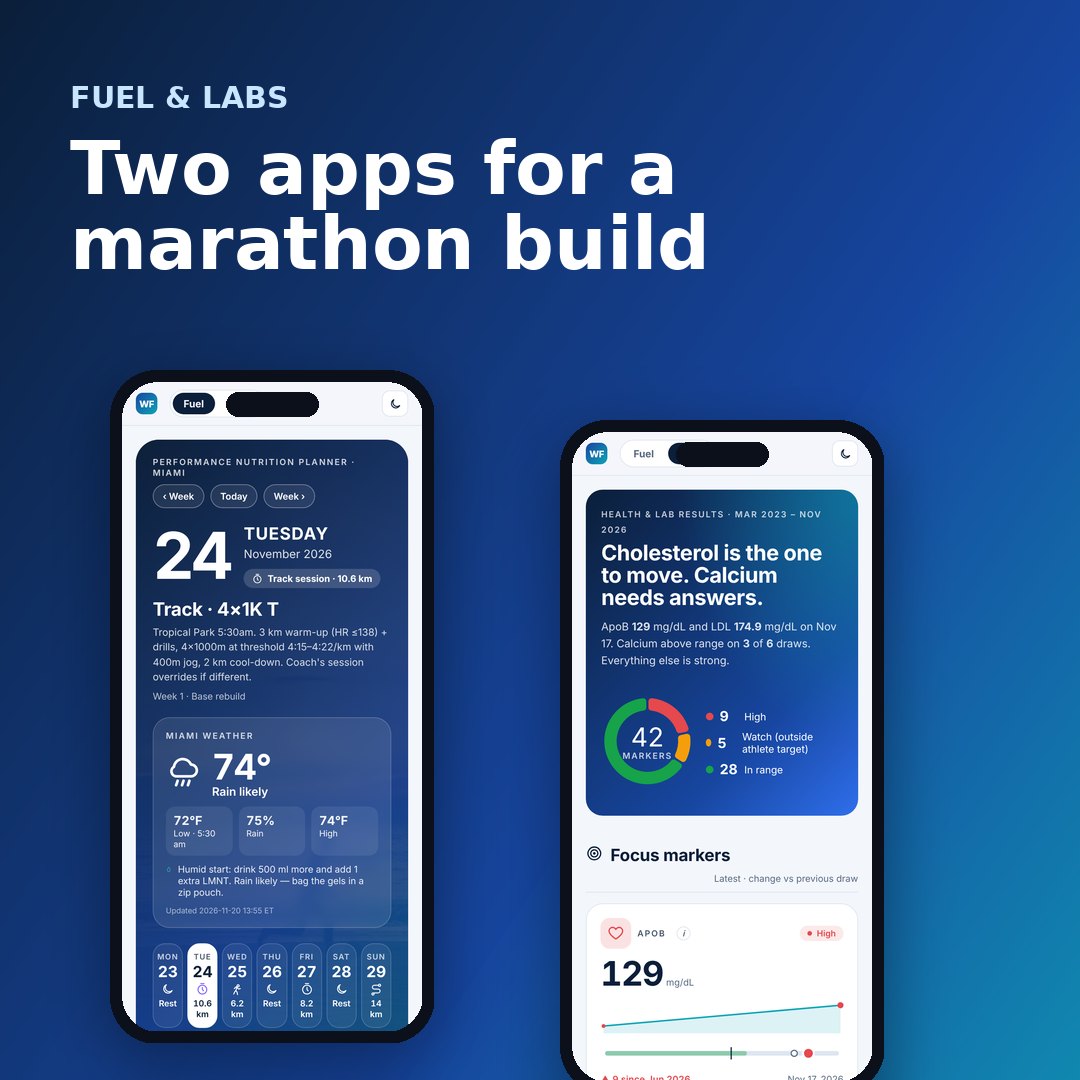 FUEL & LABS
Two apps for a
marathon build
WF
Fuel
PERFORMANCE NUTRITION PLANNER ·
MIAMI
‹ Week
Today
Week ›
24
TUESDAY
November 2026
Track session · 10.6 km
Track · 4×1K T
Tropical Park 5:30am. 3 km warm-up (HR ≤138) +
drills, 4×1000m at threshold 4:15–4:22/km with
400m jog, 2 km cool-down. Coach's session
overrides if different.
Week 1 · Base rebuild
MIAMI WEATHER
74°
Rain likely
72°F
Low · 5:30
am
75%
Rain
74°F
High
Humid start: drink 500 ml more and add 1
extra LMNT. Rain likely — bag the gels in a
zip pouch.
Updated 2026-11-20 13:55 ET
MON
23
Rest
TUE
24
10.6
km
WED
25
6.2
km
THU
26
Rest
FRI
27
8.2
km
SAT
28
Rest
SUN
29
14
km
WF
Fuel
HEALTH & LAB RESULTS · MAR 2023 – NOV
2026
Cholesterol is the one
to move. Calcium
needs answers.
ApoB 129 mg/dL and LDL 174.9 mg/dL on Nov
17. Calcium above range on 3 of 6 draws.
Everything else is strong.
42
MARKERS
9 High
5 Watch (outside
athlete target)
28 In range
Focus markers
Latest · change vs previous draw
APOB
i
High
129 mg/dL
▲ 9 since Jun 2026
Nov 17, 2026